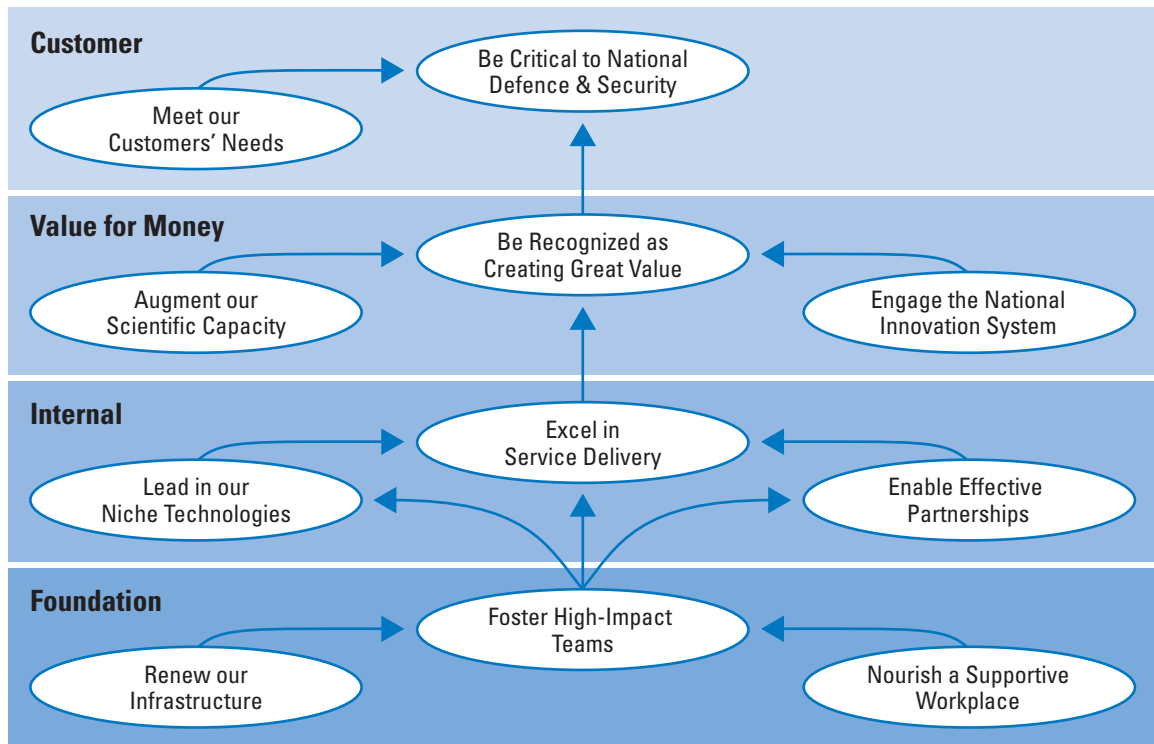 Customer
Be Critical to National
Defence & Security
Meet our
Customers’ Needs
Value for Money
Be Recognized as
Creating Great Value
Augment our
Scientific Capacity
Engage the National
Innovation System
Internal
Excel in
Service Delivery
Lead in our
Niche Technologies
Enable Effective
Partnerships
Foundation
Foster High-Impact
Teams
Renew our
Infrastructure
Nourish a Supportive
Workplace